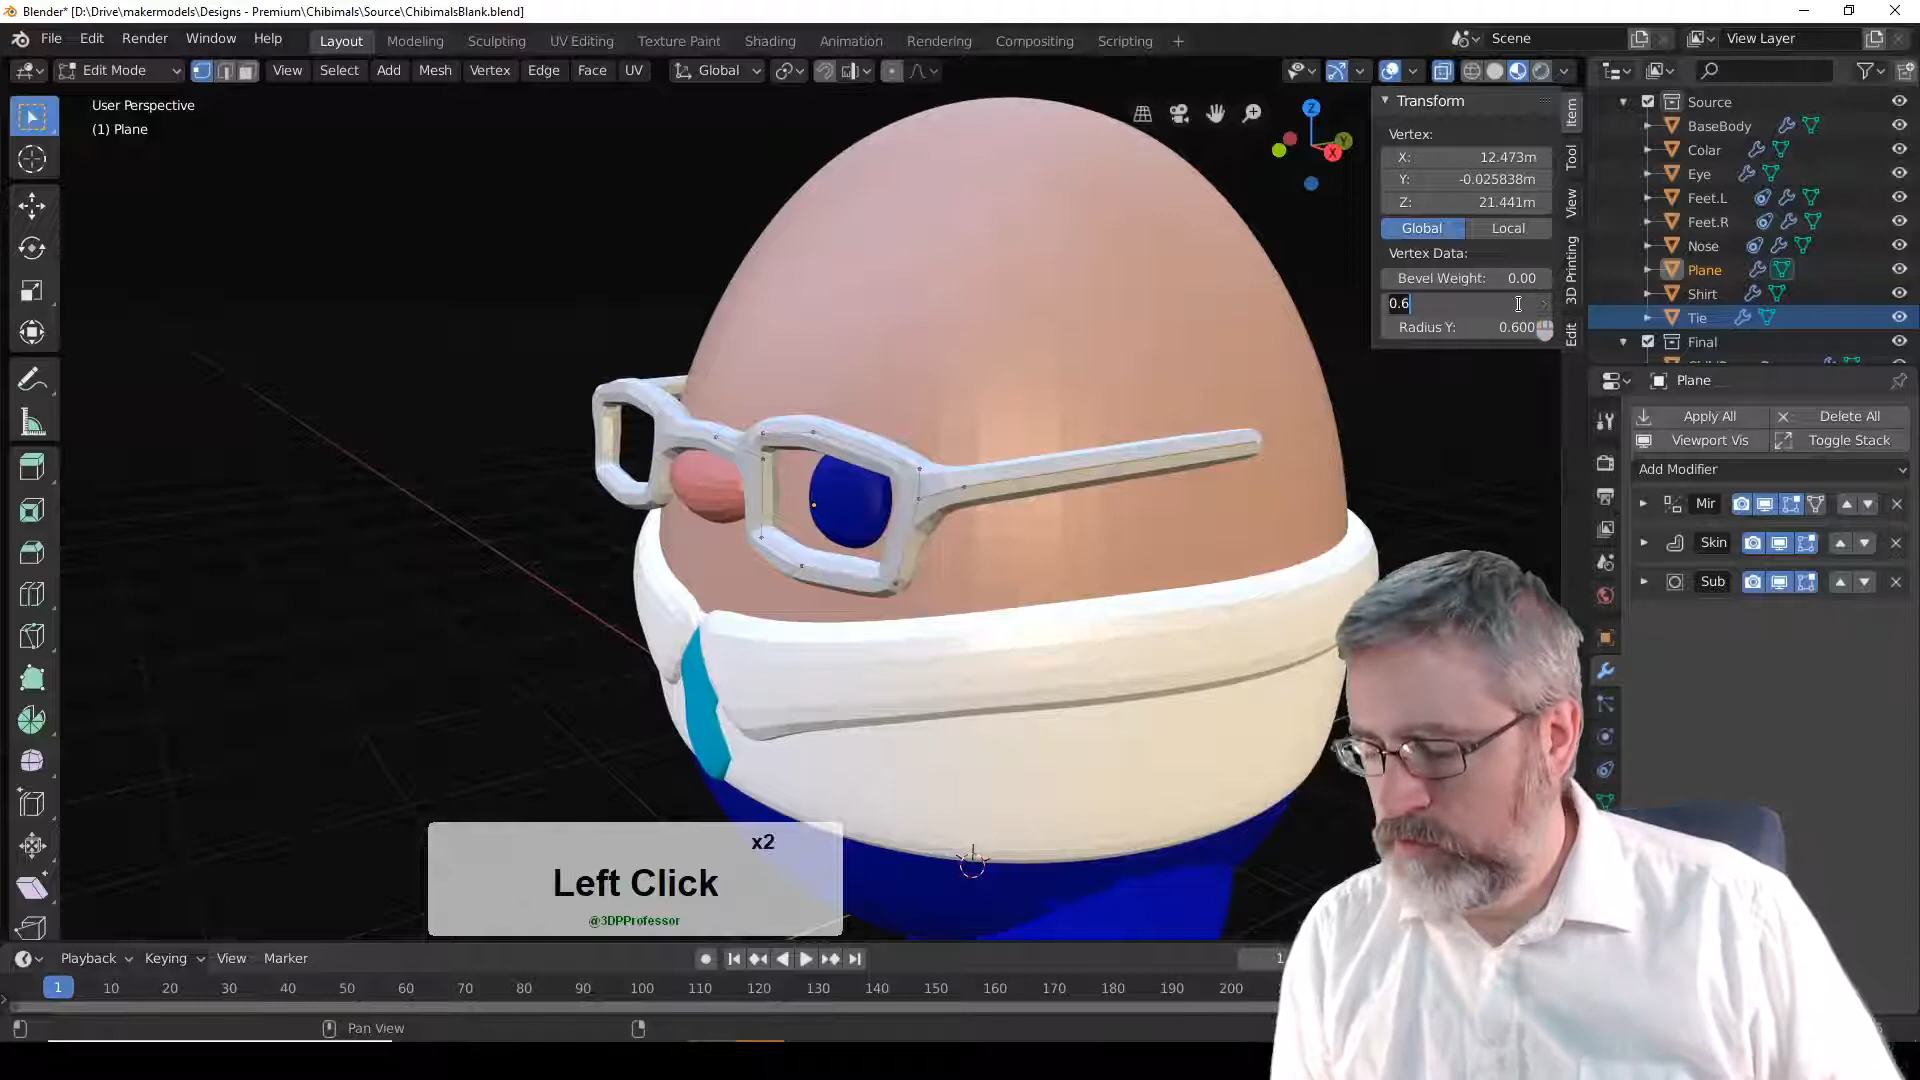 Blender* [D:\Drive\makermodels\Designs - Premium\Chibimals\Source\ChibimalsBlank.blend]
File Edit Render Window Help Layout Modeling Sculpting UV Editing Texture Paint Shading Animation Rendering Compositing Scripting + Scene View Layer
Edit Mode View Select Add Mesh Vertex Edge Face UV Global
User Perspective
(1) Plane
Z
Y
X
Transform
Vertex:
X: 12.473m
Y: -0.025838m
Z: 21.441m
Global Local
Vertex Data:
Bevel Weight: 0.00
0.6
Radius Y: 0.600
Item
Tool
View
3D Printing
Edit
Source
BaseBody
Colar
Eye
Feet.L
Feet.R
Nose
Plane
Shirt
Tie
Final
Plane
Apply All Delete All
Viewport Vis Toggle Stack
Add Modifier
Mir
Skin
Sub
x2
Left Click
@3DPProfessor
Playback Keying View Marker 1
1 10 20 30 40 50 60 70 80 90 100 110 120 130 140 150 160 170 180 190 200
Pan View